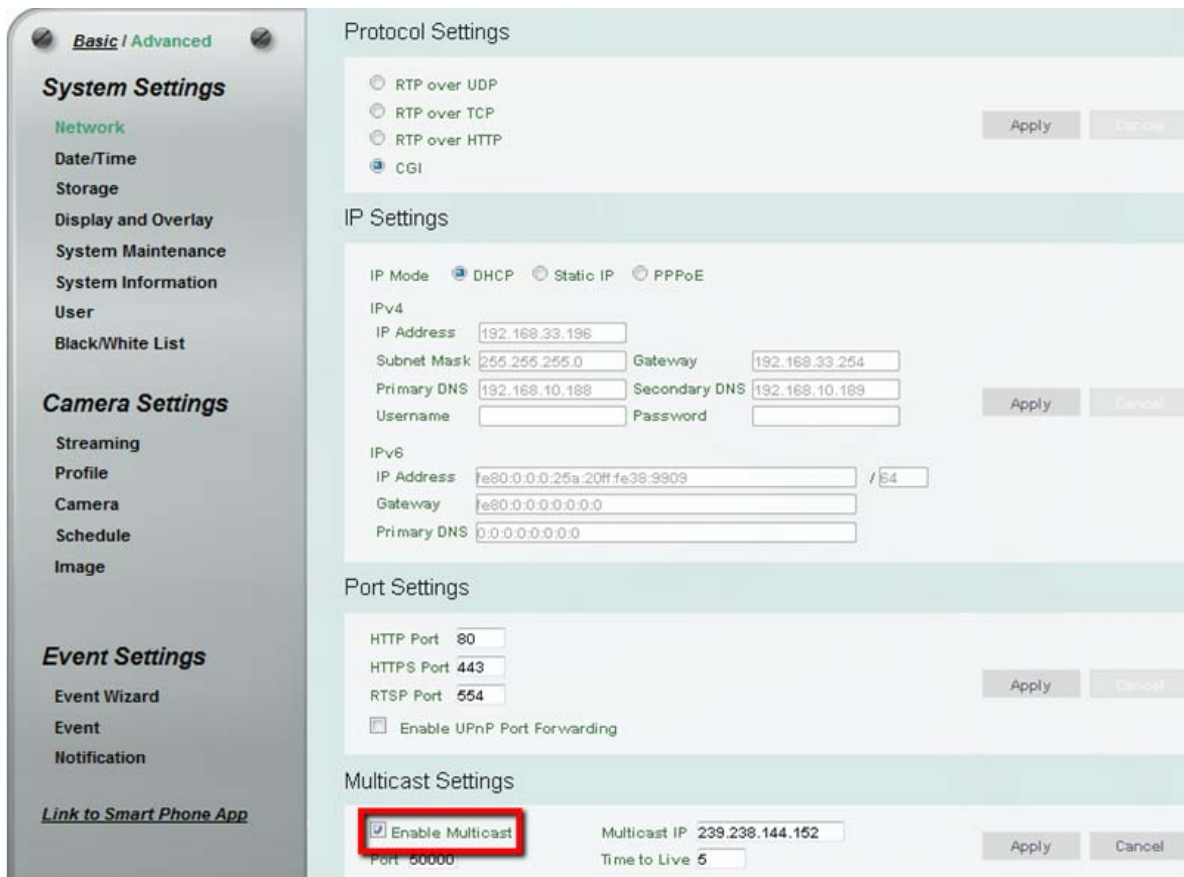 Basic / Advanced
System Settings
Network
Date/Time
Storage
Display and Overlay
System Maintenance
System Information
User
Black/White List
Camera Settings
Streaming
Profile
Camera
Schedule
Image
Event Settings
Event Wizard
Event
Notification
Link to Smart Phone App
Protocol Settings
RTP over UDP
RTP over TCP
RTP over HTTP
CGI
Apply Cancel
IP Settings
IP Mode DHCP Static IP PPPoE
IPv4
IP Address 192.168.33.196
Subnet Mask 255.255.255.0 Gateway 192.168.33.254
Primary DNS 192.168.10.188 Secondary DNS 192.168.10.189
Username Password
Apply Cancel
IPv6
IP Address fe80:0:0:0:25a:20ff:fe38:9909 / 64
Gateway fe80:0:0:0:0:0:0:0
Primary DNS 0:0:0:0:0:0:0:0
Port Settings
HTTP Port 80
HTTPS Port 443
RTSP Port 554
Enable UPnP Port Forwarding
Apply Cancel
Multicast Settings
Enable Multicast Multicast IP 239.238.144.152
Port 50000 Time to Live 5
Apply Cancel